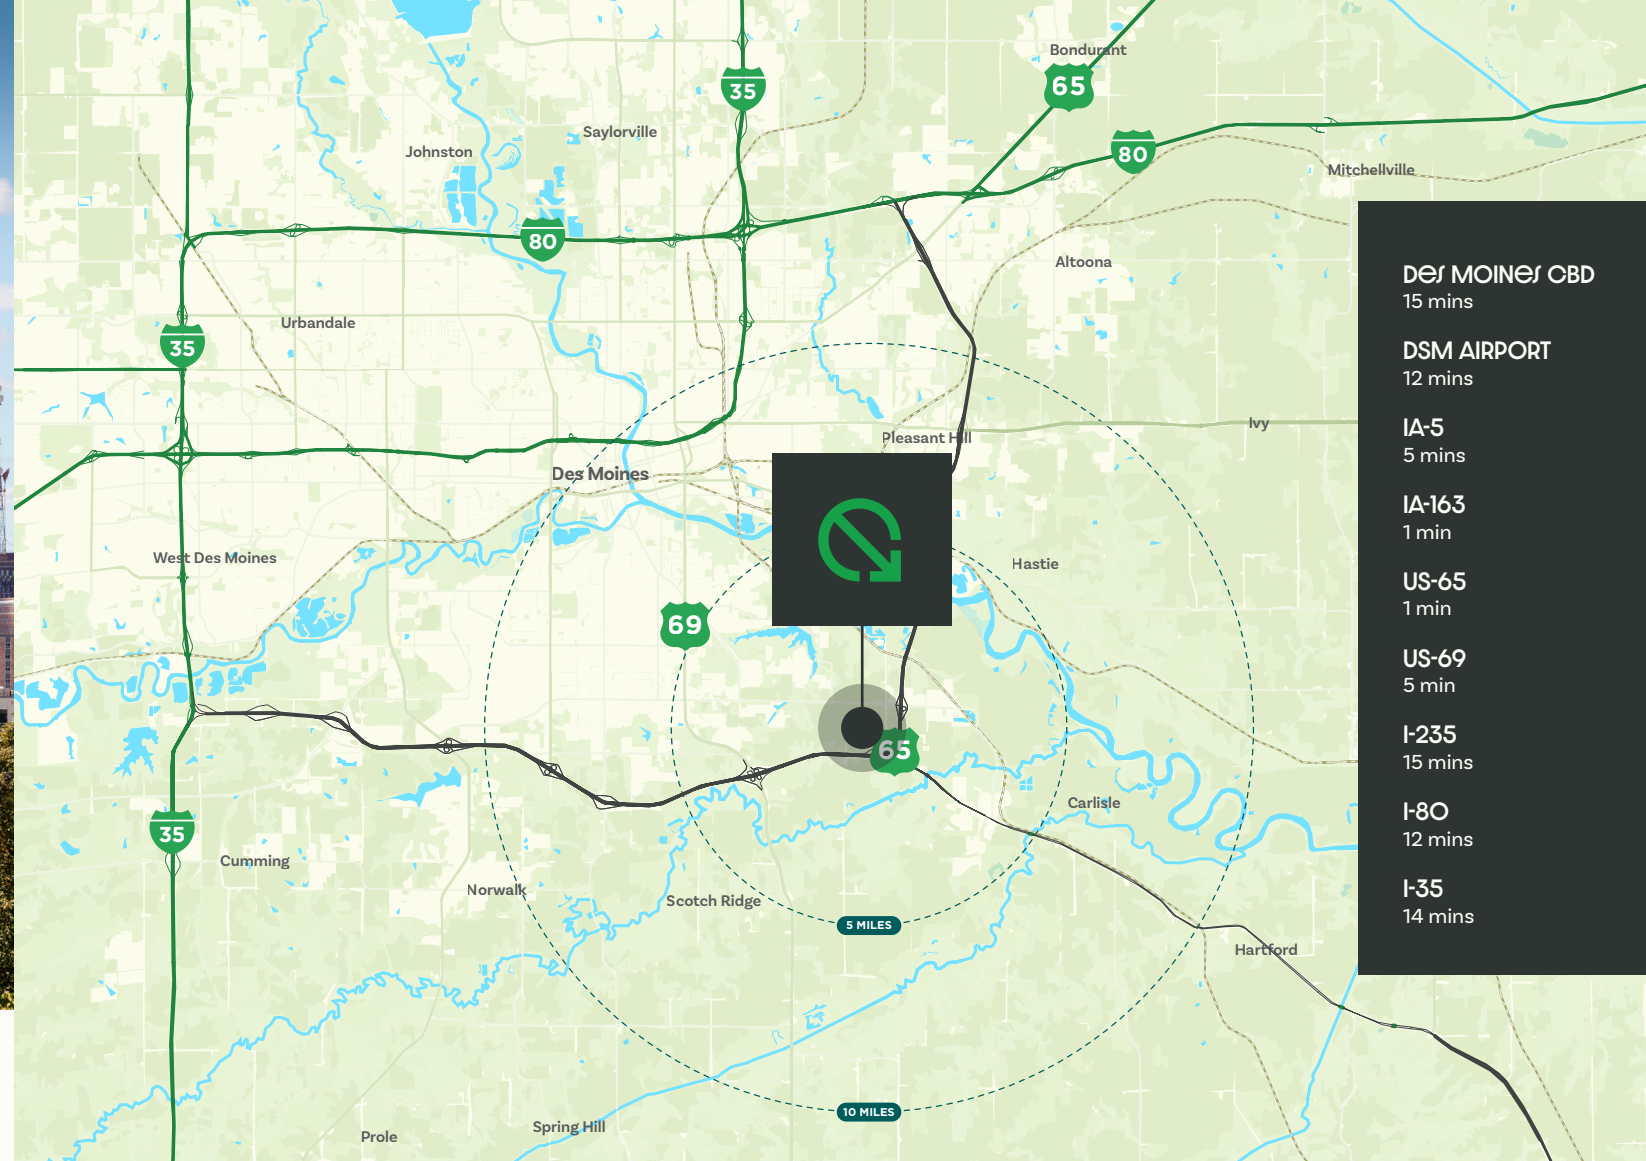 Bondurant
65
35
Saylorville
Johnston
80
Mitchellville
80
Altoona
Urbandale
35
Ivy
Pleasant Hill
Des Moines
West Des Moines
Hastie
69
65
Carlisle
35
Cumming
Norwalk
Scotch Ridge
5 MILES
Hartford
10 MILES
Spring Hill
Prole
Des MOINes CBD
15 mins
DSM AIRPORT
12 mins
IA-5
5 mins
IA-163
1 min
US-65
1 min
US-69
5 min
I-235
15 mins
I-80
12 mins
I-35
14 mins